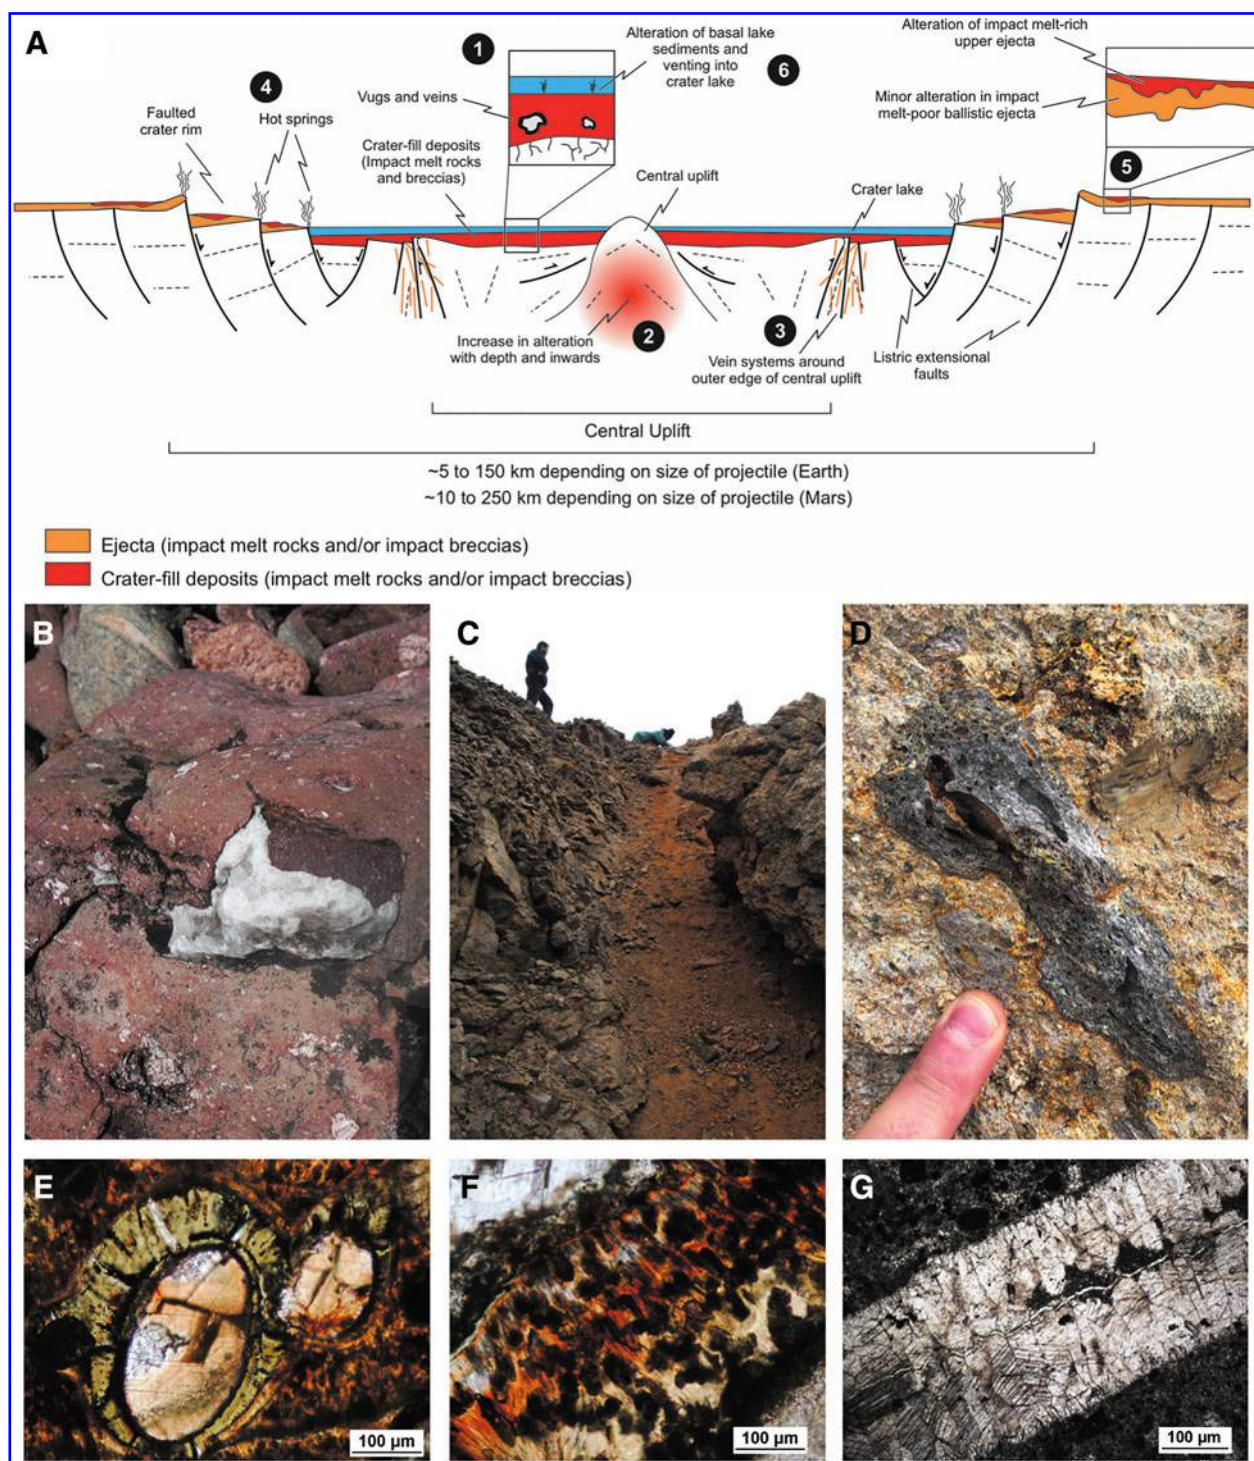 A
1
Alteration of basal lake
sediments and
venting into
crater lake
6
Alteration of impact melt-rich
upper ejecta
4
Vugs and veins
Minor alteration in impact
melt-poor ballistic ejecta
Faulted
crater rim
Hot springs
Crater-fill deposits
(Impact melt rocks
and breccias)
Central uplift
Crater lake
5
Increase in alteration
with depth and inwards
2
3
Vein systems around
outer edge of central uplift
Listric extensional
faults
Central Uplift
~5 to 150 km depending on size of projectile (Earth)
~10 to 250 km depending on size of projectile (Mars)
Ejecta (impact melt rocks and/or impact breccias)
Crater-fill deposits (impact melt rocks and/or impact breccias)
B
C
D
E
100 µm
F
100 µm
G
100 µm